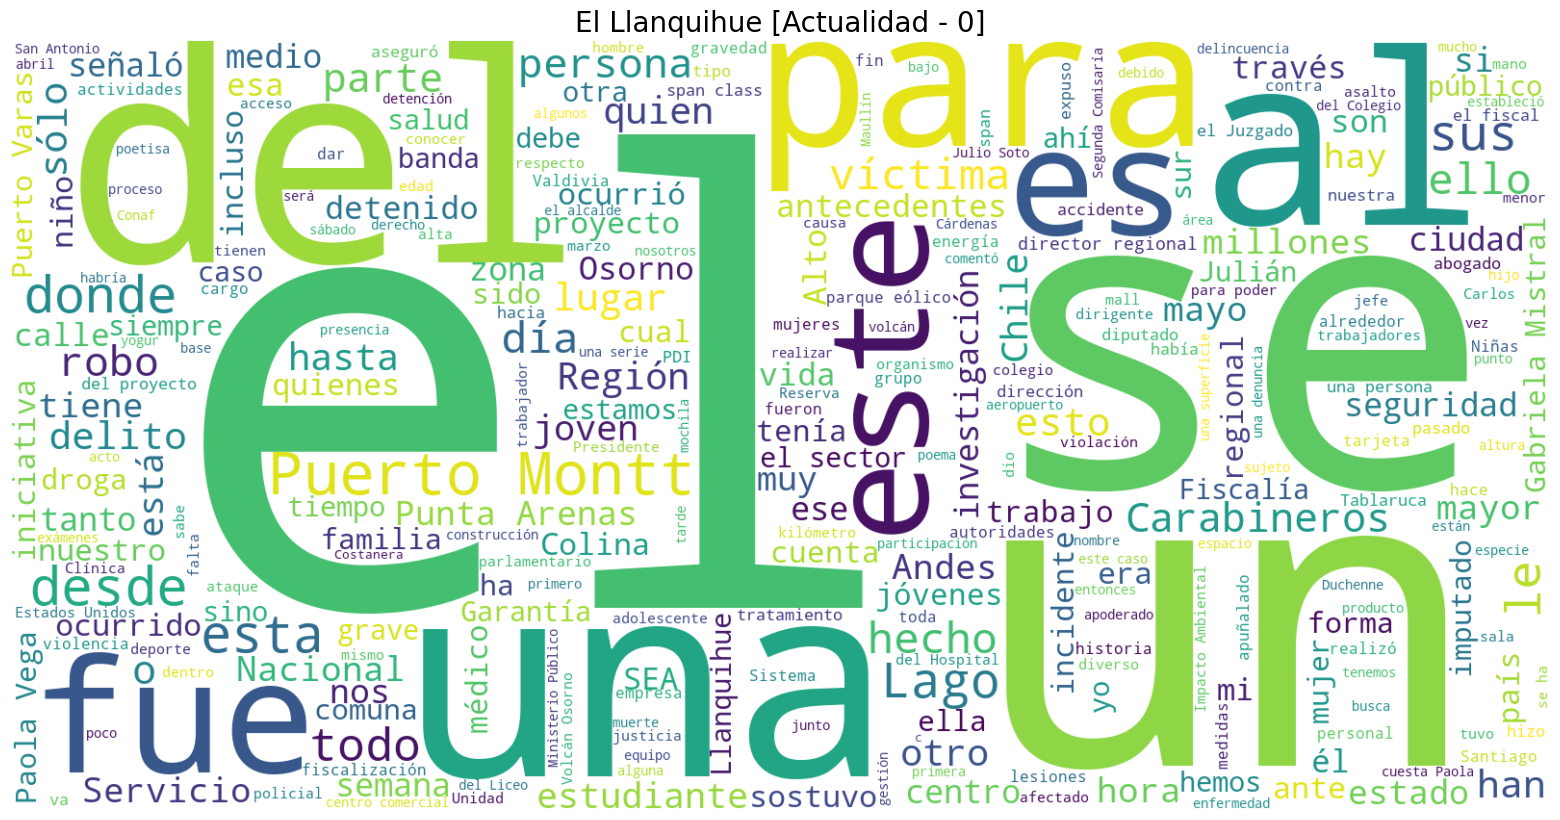 El Llanquihue [Actualidad - 0]
San Antonio
abril
señaló
actividades
medio
esa
acceso
aseguró
parte
detención
persona
otra
hombre
gravedad
tipo
span class
quien
fin
bajo
delincuencia
mucho
mano
debido
través
si
público
estableció
contra
asalto
del Colegio
el fiscal
expuso
Segunda Comisaria
Maullín
span
ahí
el Juzgado
son
hay
sus
ello
nuestra
menor
del
para
al
es
Puerto Varas
sólo
niño
poetisa
proceso
Conaf
incluso
dar
será
salud
conocer
banda
edad
detenido
sábado
derecho
alta
algunos
debe
respecto
Valdivia
ocurrió
el alcalde
proyecto
marzo
nosotros
víctima
antecedentes
Julio Soto
sur
accidente
área
causa
Cárdenas
energía
comentó
director regional
millones
ciudad
abogado
hijo
tienen
caso
cargo
habría
donde
zona
sido
hacia
Osorno
lugar
cual
Alto
parque eólico
este
investigación
Chile
Julián
para poder
mayo
mall
dirigente
diputado
había
jefe
alrededor
trabajadores
Carlos
vez
Niñas
punto
Gabriela Mistral
calle
siempre
yogur
base
presencia
hasta
quienes
día
una serie
PDI
Región
estamos
mujeres
volcán
realizar
vida
Reserva
organismo
grupo
colegio
dirección
aeropuerto
fueron
tenía
poema
esto
violación
dio
una superficie
regional
una denuncia
una persona
seguridad
tarjeta
pasado
altura
sujeto
robo
del proyecto
iniciativa
tiene
delito
acto
droga
está
trabajador
joven
Presidente
mochila
el sector
muy
se
el
Puerto Montt
tiempo
Punta Arenas
tarde
ese
kilómetro
trabajo
Fiscalía
Tablaruca
hace
mayor
Carabineros
están
tanto
exámenes
sabe
nuestro
falta
familia
Costanera
construcción
Colina
cuenta
participación
autoridades
Andes
nombre
este caso
espacio
especie
Clínica
desde
ataque
parlamentario
ha
primero
tratamiento
jóvenes
incidente
era
entonces
apoderado
Duchenne
producto
imputado
le
Estados Unidos
ocurrido
violencia
deporte
sino
esta
Garantía
grave
mismo
adolescente
toda
hecho
historia
diverso
Impacto Ambiental
apuñalado
forma
realizó
sala
tenemos
país
se ha
Paola Vega
fue
o
dentro
Nacional
nos
comuna
médico
una
Ministerio Público
Volcán Osorno
SEA
empresa
Llanquihue
Sistema
Lago
del Hospital
yo
mi
un
mujer
busca
hizo
poco
todo
muerte
justicia
junto
ella
c
otro
medidas
personal
tuvo
Santiago
va
Servicio
policial
fiscalización
semana
centro comercial
del Liceo
Unidad
equipo
alguna
estudiante
sostuvo
gestión
primera
centro
lesiones
afectado
hemos
hora
enfermedad
él
ante
cuesta Paola
estado
han